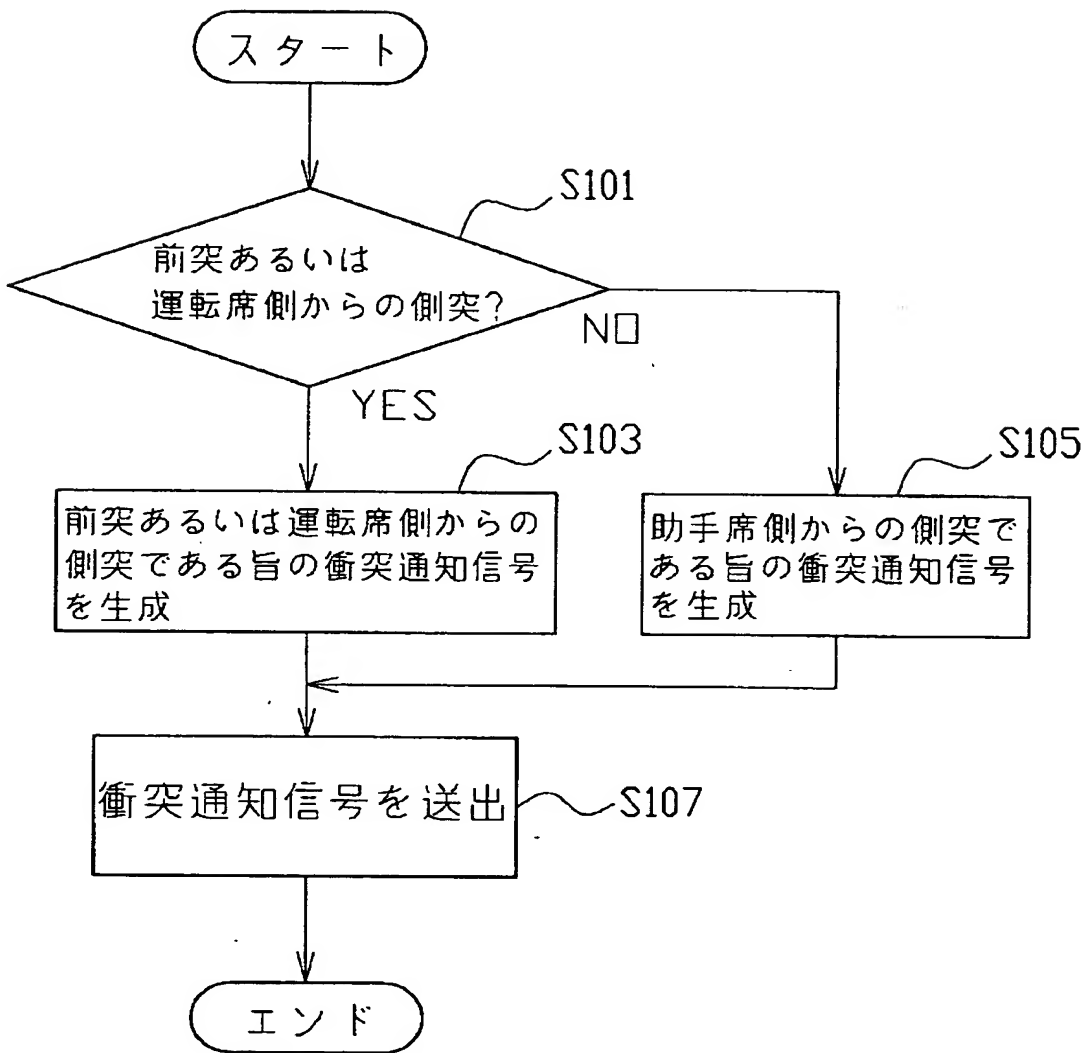 スタート
S101
前突あるいは
運転席側からの側突?
NO
YES
S103
S105
前突あるいは運転席側からの
側突である旨の衝突通知信号
を生成
助手席側からの側突で
ある旨の衝突通知信号
を生成
衝突通知信号を送出
S107
エンド